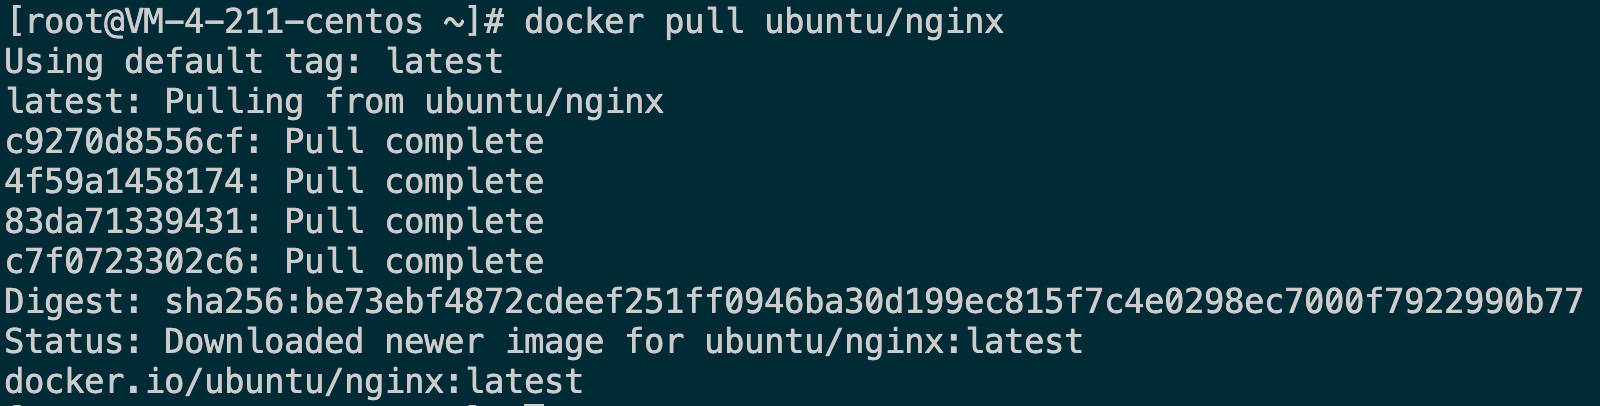 [root@VM-4-211-centos ~]# docker pull ubuntu/nginx
Using default tag: latest
latest: Pulling from ubuntu/nginx
c9270d8556cf: Pull complete
4f59a1458174: Pull complete
83da71339431: Pull complete
c7f0723302c6: Pull complete
Digest: sha256:be73ebf4872cdeef251ff0946ba30d199ec815f7c4e0298ec7000f7922990b77
Status: Downloaded newer image for ubuntu/nginx:latest
docker.io/ubuntu/nginx:latest